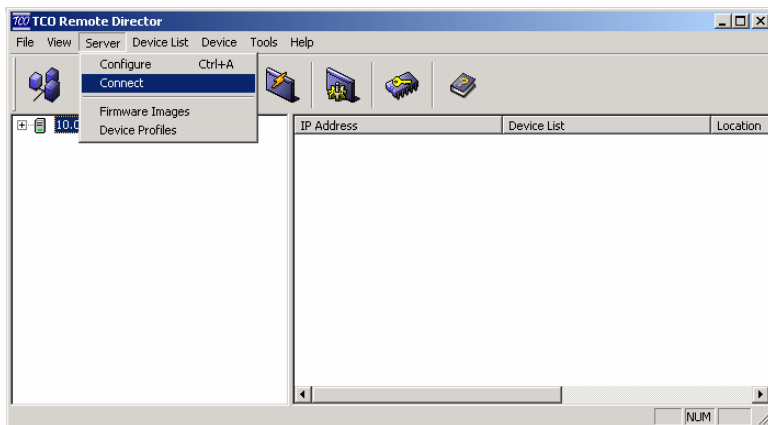 TCO TCO Remote Director
File View Server Device List Device Tools Help
Configure Ctrl+A
Connect
Firmware Images
Device Profiles
10.0
IP Address Device List Location
NUM